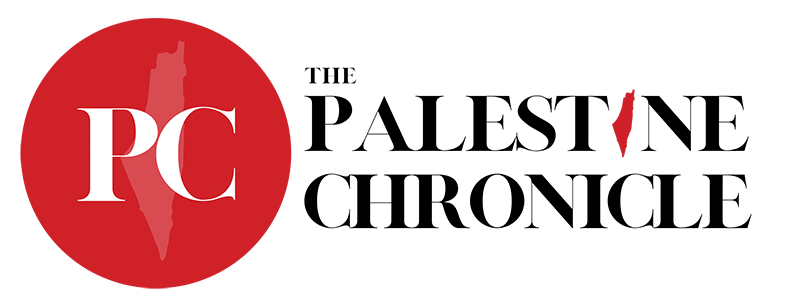 PC
THE
PALESTINE
CHRONICLE